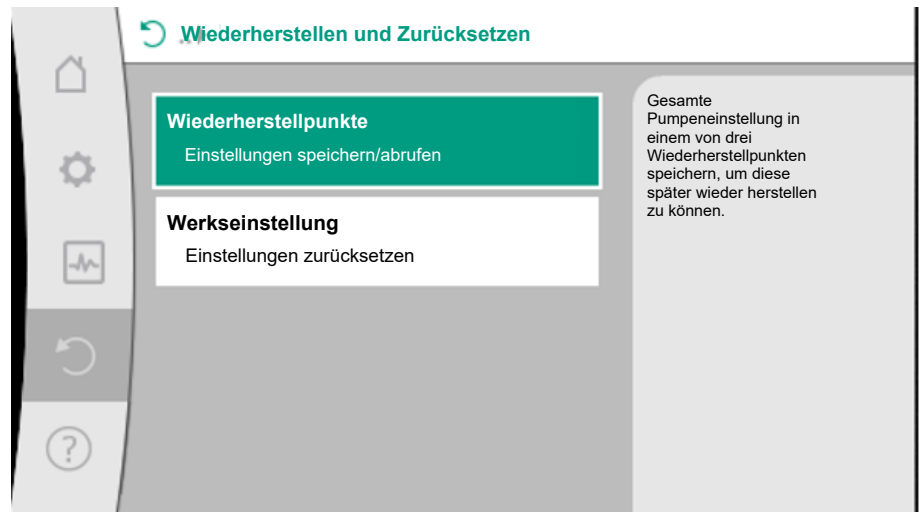 Wiederherstellen und Zurücksetzen
Wiederherstellpunkte
Einstellungen speichern/abrufen
Werkseinstellung
Einstellungen zurücksetzen
Gesamte
Pumpeneinstellung in
einem von drei
Wiederherstellpunkten
speichern, um diese
später wieder herstellen
zu können.
?